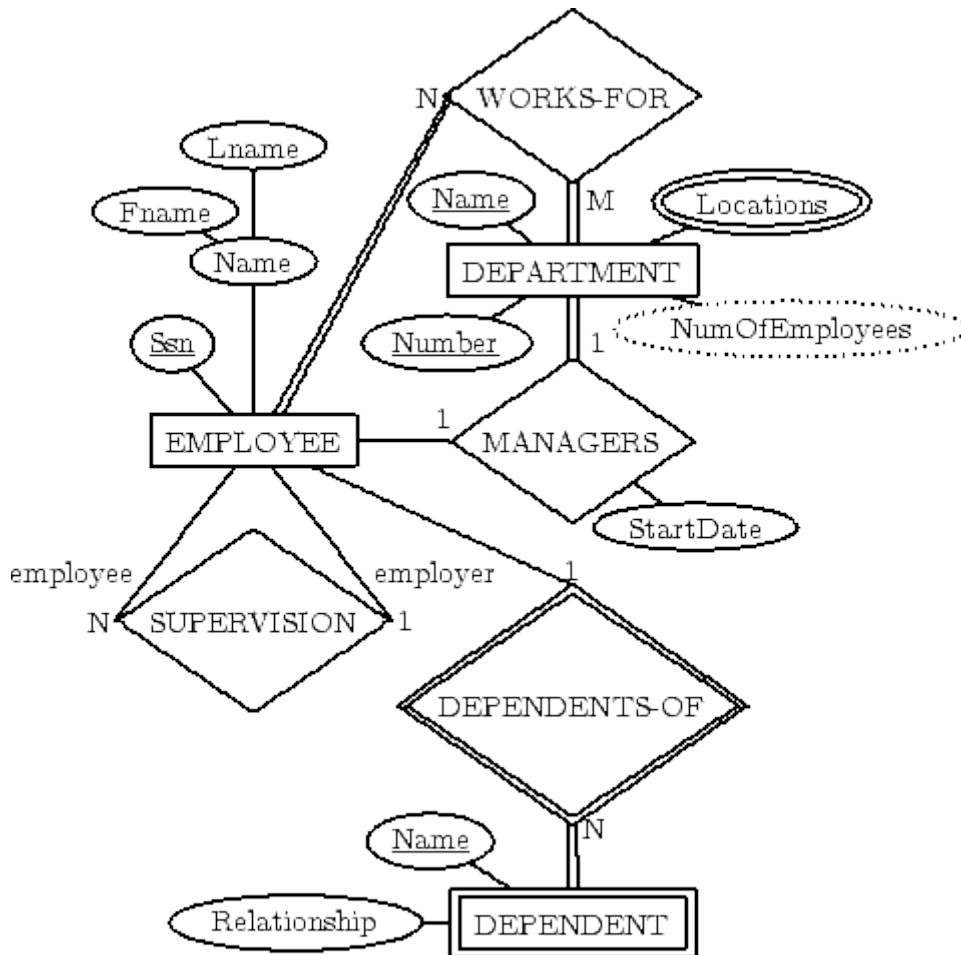 N WORKS-FOR
Lname
Fname
Name
M
Locations
Name
DEPARTMENT
NumOfEmployees
Ssn
Number
1
1
EMPLOYEE
MANAGERS
StartDate
employee
employer
1
N SUPERVISION 1
DEPENDENTS-OF
N
Name
Relationship
DEPENDENT